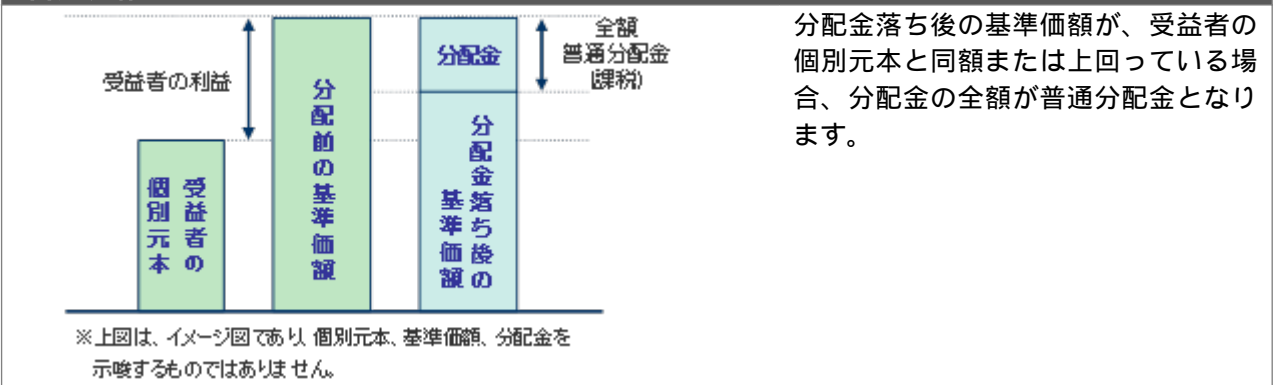 受益者の利益
受益者の
個別元本
分配前の基準価額
分配金
分配金落ち後の
基準価額
全額
普通分配金
(課税)
分配金落ち後の基準価額が、受益者の
個別元本と同額または上回っている場
合、分配金の全額が普通分配金となり
ます。
※上図は、イメージ図であり、個別元本、基準価額、分配金を
示唆するものではありません。